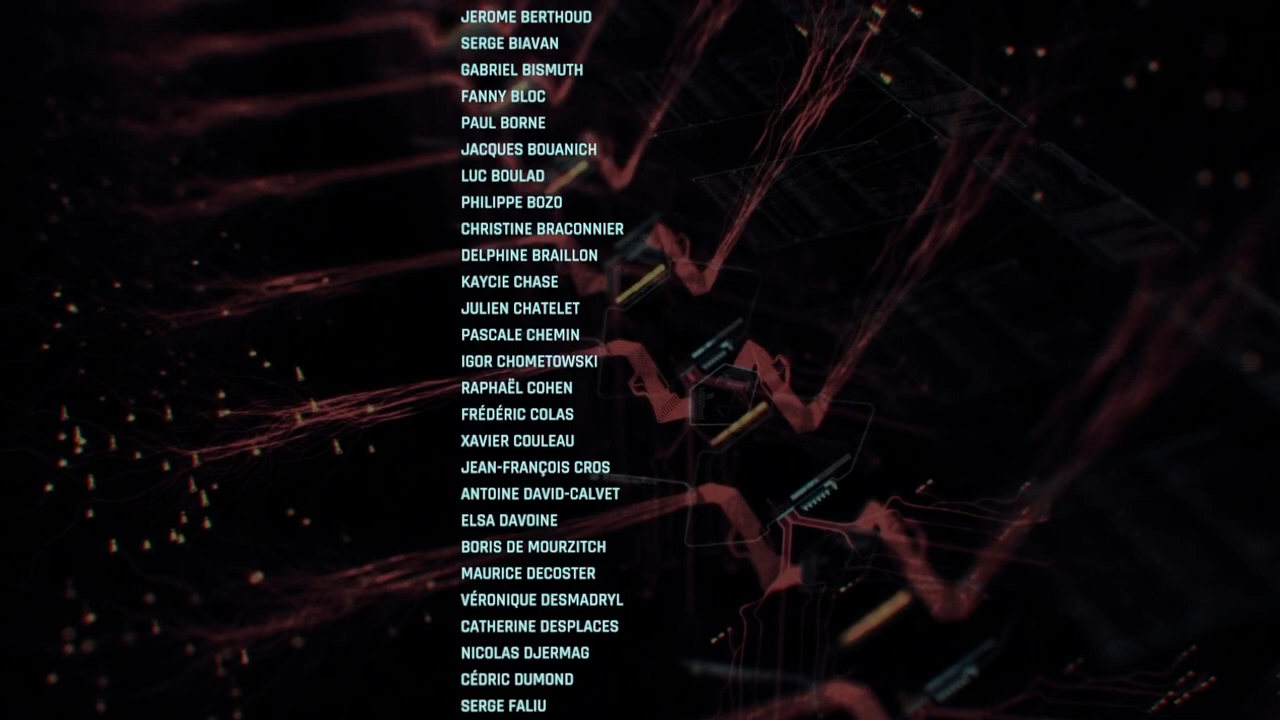 JEROME BERTHOUD
SERGE BIAVAN
GABRIEL BISMUTH
FANNY BLOC
PAUL BORNE
JACQUES BOUANICH
LUC BOULAD
PHILIPPE BOZO
CHRISTINE BRACONNIER
DELPHINE BRAILLON
KAYCIE CHASE
JULIEN CHATELET
PASCALE CHEMIN
IGOR CHOMETOWSKI
RAPHAËL COHEN
FRÉDÉRIC COLAS
XAVIER COULEAU
JEAN-FRANÇOIS CROS
ANTOINE DAVID-CALVET
ELSA DAVOINE
BORIS DE MOURZITCH
MAURICE DECOSTER
VÉRONIQUE DESMADRYL
CATHERINE DESPLACES
NICOLAS DJERMAG
CÉDRIC DUMOND
SERGE FALIU